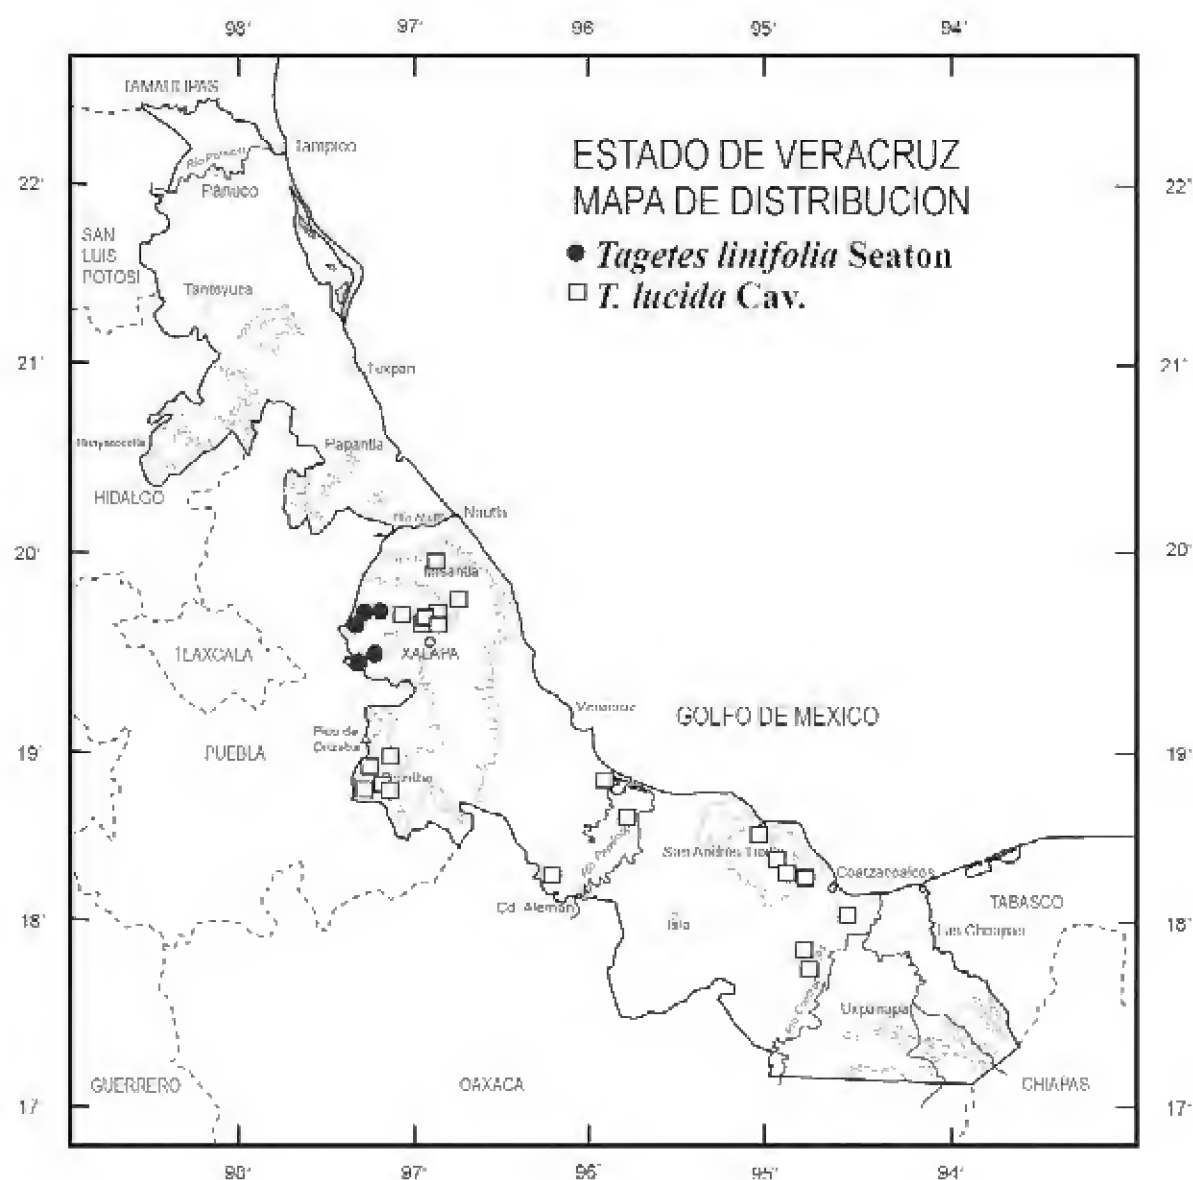 98° 97° 96° 95° 94°
TAMAULIPAS
Tampico
Pánuco
22° 22°
ESTADO DE VERACRUZ
MAPA DE DISTRIBUCION
● Tagetes linifolia Seaton
□ T. lucida Cav.
SAN
LUIS
POTOSI
Tantoyuca
21° 21°
Tuxpan
Papantla
HIDALGO
Nautla
20° 20°
Misantla
TLAXCALA
XALAPA
Veracruz
GOLFO DE MEXICO
Pico de
Orizaba
19° 19°
PUEBLA
Orizaba
San Andrés Tuxtla
Coatzacoalcos
Cd. Alemán
TABASCO
18° 18°
Isla
Las Choapas
Uxpanapa
GUERRERO
OAXACA
CHIAPAS
17° 17°
98° 97° 96° 95° 94°